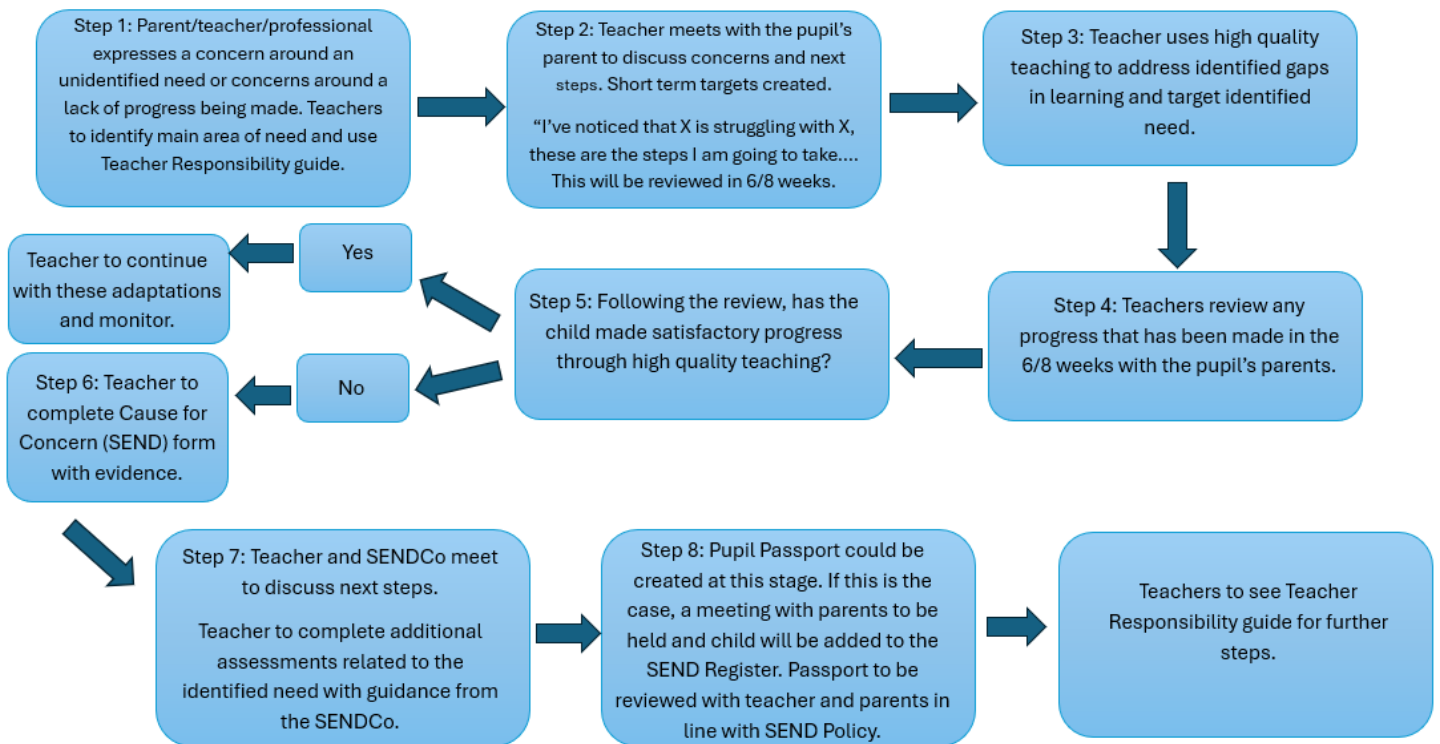 Step 1: Parent/teacher/professional
expresses a concern around an
unidentified need or concerns around a
lack of progress being made. Teachers
to identify main area of need and use
Teacher Responsibility guide.
Step 2: Teacher meets with the pupil’s
parent to discuss concerns and next
steps. Short term targets created.
“I’ve noticed that X is struggling with X,
these are the steps I am going to take....
This will be reviewed in 6/8 weeks.
Step 3: Teacher uses high quality
teaching to address identified gaps
in learning and target identified
need.
Step 4: Teachers review any
progress that has been made in the
6/8 weeks with the pupil’s parents.
Step 5: Following the review, has the
child made satisfactory progress
through high quality teaching?
Yes
Teacher to continue
with these adaptations
and monitor.
No
Step 6: Teacher to
complete Cause for
Concern (SEND) form
with evidence.
Step 7: Teacher and SENDCo meet
to discuss next steps.
Teacher to complete additional
assessments related to the
identified need with guidance from
the SENDCo.
Step 8: Pupil Passport could be
created at this stage. If this is the
case, a meeting with parents to be
held and child will be added to the
SEND Register. Passport to be
reviewed with teacher and parents in
line with SEND Policy.
Teachers to see Teacher
Responsibility guide for further
steps.